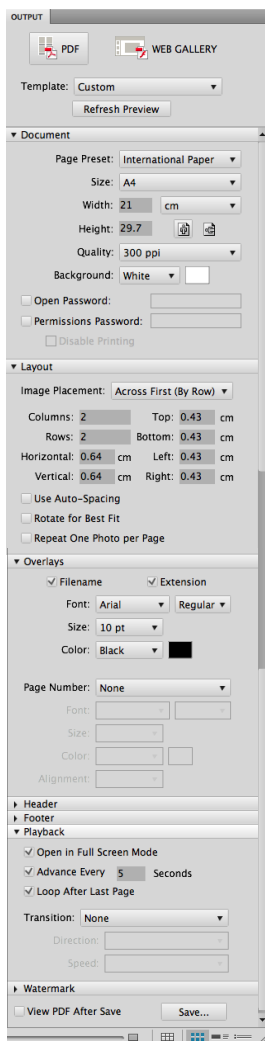 OUTPUT
PDF WEB GALLERY
Template: Custom
Refresh Preview
Document
Page Preset: International Paper
Size: A4
Width: 21 cm
Height: 29.7
Quality: 300 ppi
Background: White
Open Password:
Permissions Password:
Disable Printing
Layout
Image Placement: Across First (By Row)
Columns: 2 Top: 0.43 cm
Rows: 2 Bottom: 0.43 cm
Horizontal: 0.64 cm Left: 0.43 cm
Vertical: 0.64 cm Right: 0.43 cm
Use Auto-Spacing
Rotate for Best Fit
Repeat One Photo per Page
Overlays
Filename Extension
Font: Arial Regular
Size: 10 pt
Color: Black
Page Number: None
Font:
Size:
Color:
Alignment:
Header
Footer
Playback
Open in Full Screen Mode
Advance Every 5 Seconds
Loop After Last Page
Transition: None
Direction:
Speed:
Watermark
View PDF After Save Save...